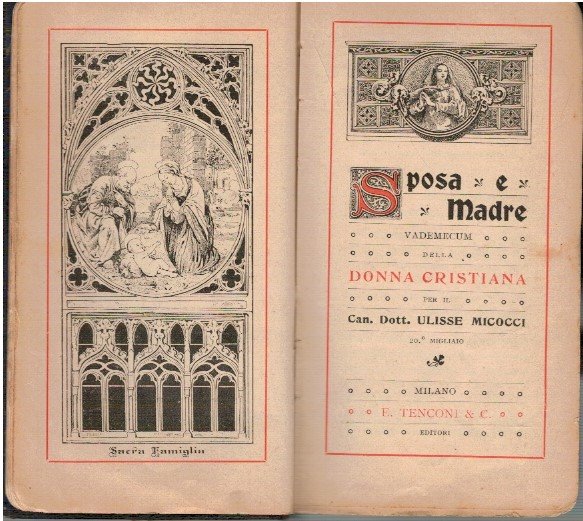 Sacra Famiglia
Sposa e
Madre
VADEMECUM
DELLA
DONNA CRISTIANA
PER IL
Can. Dott. ULISSE MICOCCI
20.º MIGLIAIO
MILANO
E. TENCONI & C.
EDITORI